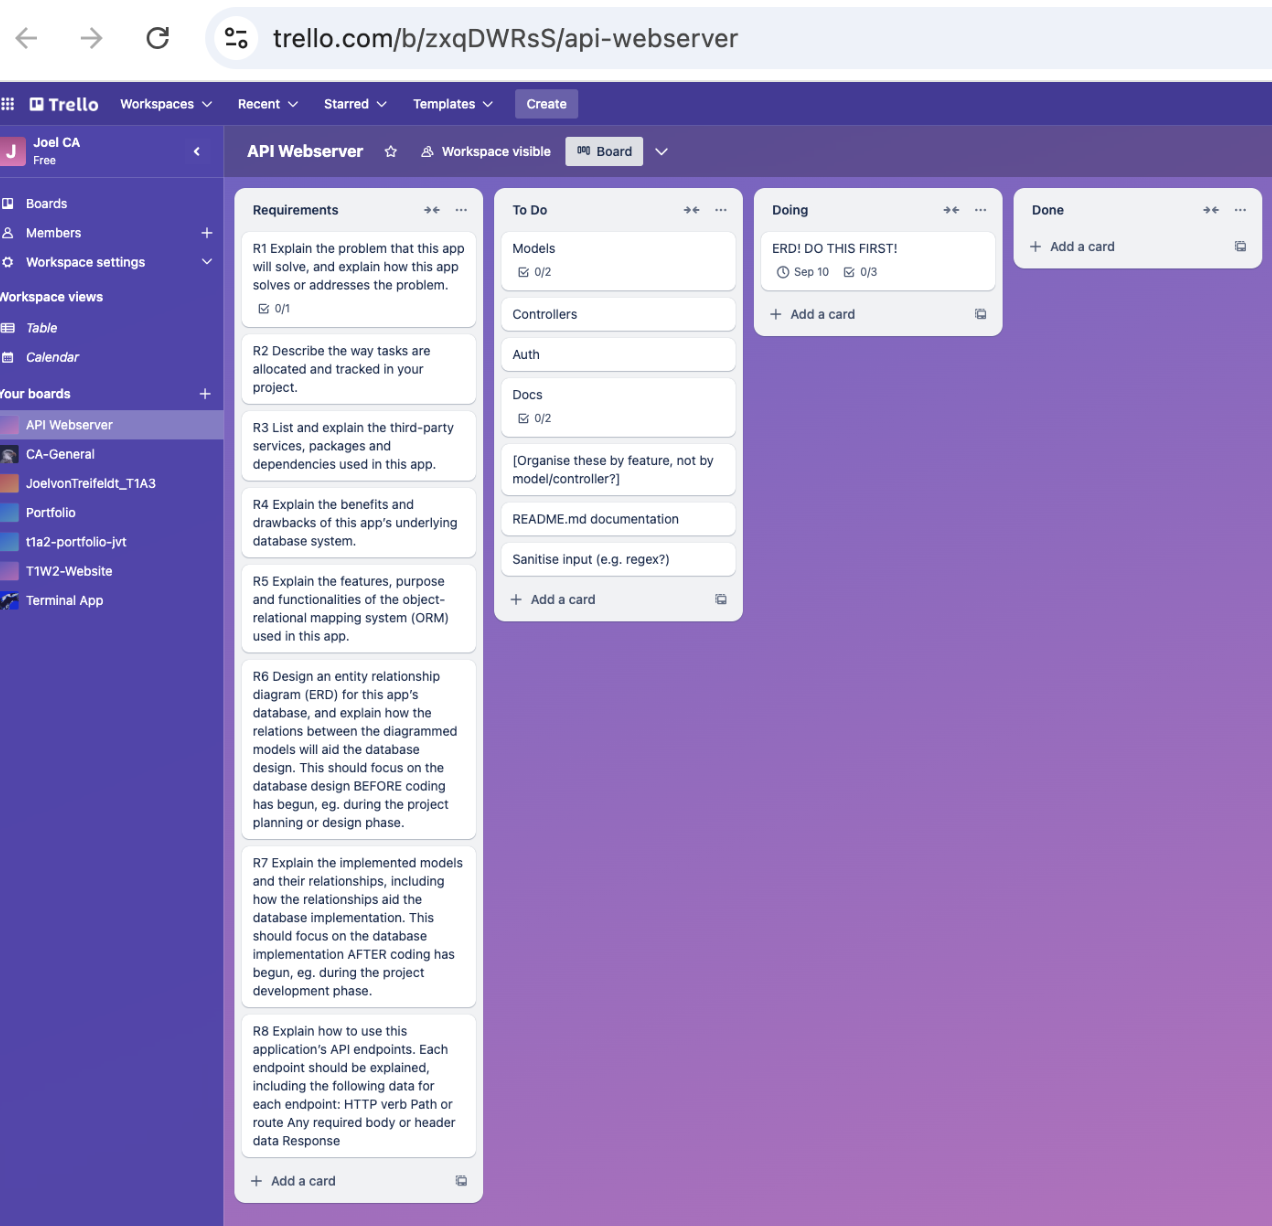 trello.com/b/zxqDWRsS/api-webserver
Trello Workspaces Recent Starred Templates Create
J Joel CA
Free
API Webserver Workspace visible Board
Boards
Members
Workspace settings
Workspace views
Table
Calendar
Your boards
API Webserver
CA-General
JoelvonTreifeldt_T1A3
Portfolio
t1a2-portfolio-jvt
T1W2-Website
Terminal App
Requirements
R1 Explain the problem that this app
will solve, and explain how this app
solves or addresses the problem.
0/1
R2 Describe the way tasks are
allocated and tracked in your
project.
R3 List and explain the third-party
services, packages and
dependencies used in this app.
R4 Explain the benefits and
drawbacks of this app's underlying
database system.
R5 Explain the features, purpose
and functionalities of the object-
relational mapping system (ORM)
used in this app.
R6 Design an entity relationship
diagram (ERD) for this app's
database, and explain how the
relations between the diagrammed
models will aid the database
design. This should focus on the
database design BEFORE coding
has begun, eg. during the project
planning or design phase.
R7 Explain the implemented models
and their relationships, including
how the relationships aid the
database implementation. This
should focus on the database
implementation AFTER coding has
begun, eg. during the project
development phase.
R8 Explain how to use this
application's API endpoints. Each
endpoint should be explained,
including the following data for
each endpoint: HTTP verb Path or
route Any required body or header
data Response
+ Add a card
To Do
Models
0/2
Controllers
Auth
Docs
0/2
[Organise these by feature, not by
model/controller?]
README.md documentation
Sanitise input (e.g. regex?)
+ Add a card
Doing
ERD! DO THIS FIRST!
Sep 10 0/3
+ Add a card
Done
+ Add a card